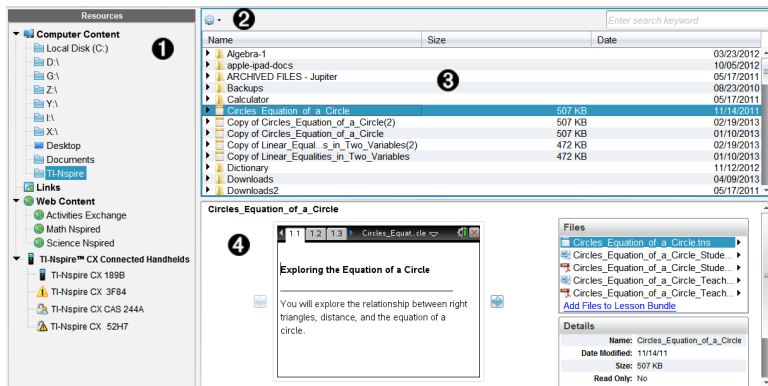 Resources
Computer Content
Local Disk (C:)
D:\
G:\
Z:\
Y:\
I:\
X:\
Desktop
Documents
TI-Nspire
Links
Web Content
Activities Exchange
Math Nspired
Science Nspired
TI-Nspire™ CX Connected Handhelds
TI-Nspire CX 189B
TI-Nspire CX 3F84
TI-Nspire CX CAS 244A
TI-Nspire CX 52H7
1
2
Enter search keyword
Name Size Date
Algebra-1 03/23/2012
apple-ipad-docs 10/05/2012
ARCHIVED FILES - Jupiter 05/17/2011
Backups 08/23/2010
Calculator 05/17/2011
Circles_Equation_of_a_Circle 507 KB 11/14/2011
Copy of Circles_Equation_of_a_Circle(2) 507 KB 02/19/2013
Copy of Circles_Equation_of_a_Circle 507 KB 01/10/2013
Copy of Linear_Equal...s_in_Two_Variables(2) 472 KB 02/19/2013
Copy of Linear_Equalities_in_Two_Variables 472 KB 01/10/2013
Dictionary 11/12/2012
Downloads 04/09/2013
Downloads2 05/17/2011
3
Circles_Equation_of_a_Circle
4
1.1 1.2 1.3 Circles_Equat..cle
Exploring the Equation of a Circle
You will explore the relationship between right
triangles, distance, and the equation of a
circle.
Files
Circles_Equation_of_a_Circle.tns
Circles_Equation_of_a_Circle_Stude...
Circles_Equation_of_a_Circle_Stude...
Circles_Equation_of_a_Circle_Teach...
Circles_Equation_of_a_Circle_Teach...
Add Files to Lesson Bundle
Details
Name: Circles_Equation_of_a_Circle
Date Modified: 11/14/11
Size: 507 KB
Read Only: No